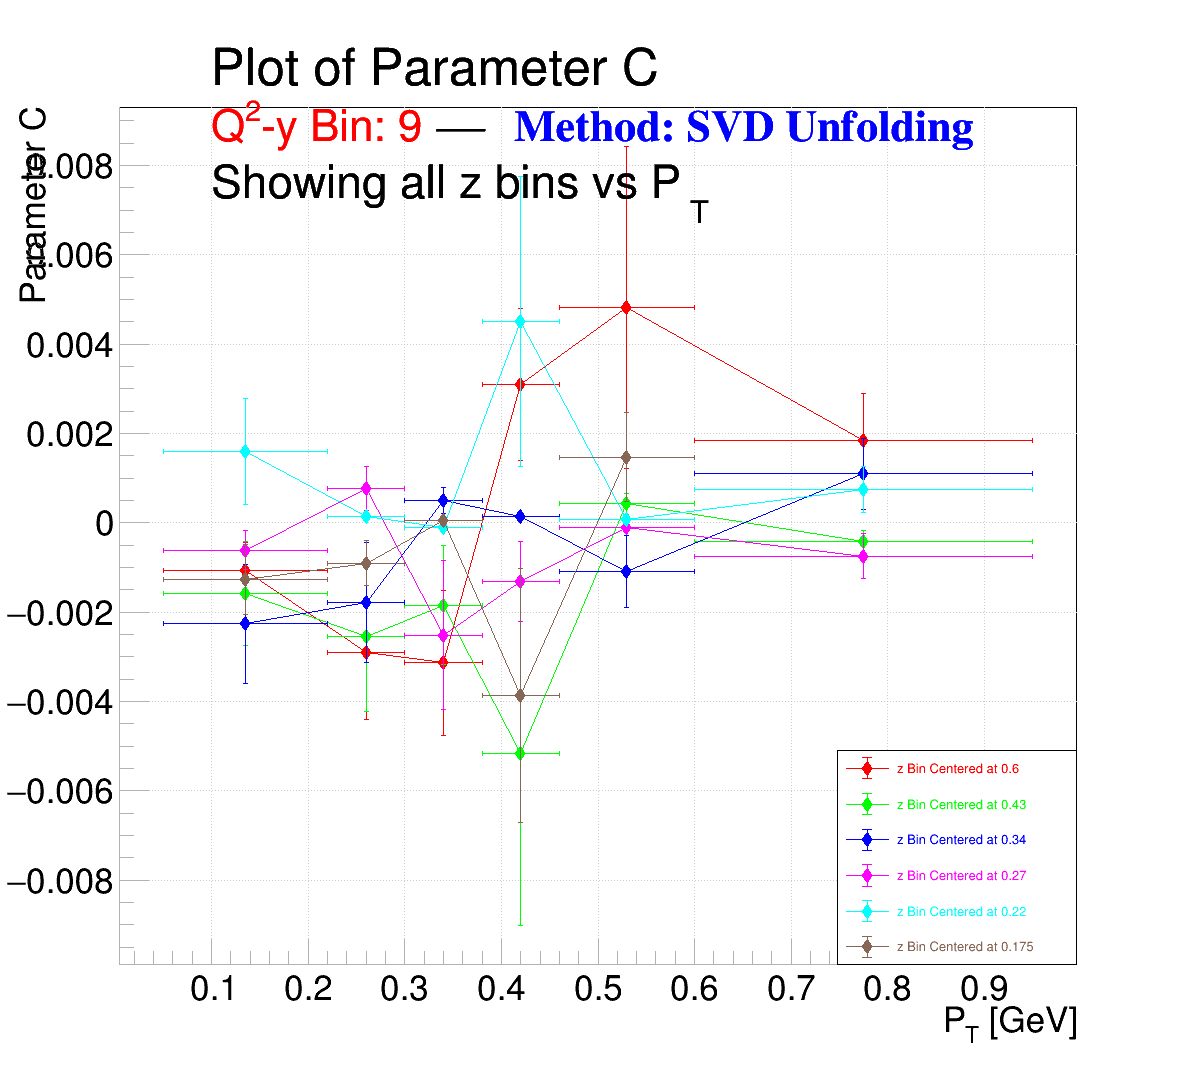 Plot of Parameter C
Q²-y Bin: 9 — Method: SVD Unfolding
Showing all z bins vs P_T
Parameter C
0.008
0.006
0.004
0.002
0
−0.002
−0.004
−0.006
−0.008
z Bin Centered at 0.6
z Bin Centered at 0.43
z Bin Centered at 0.34
z Bin Centered at 0.27
z Bin Centered at 0.22
z Bin Centered at 0.175
0.1 0.2 0.3 0.4 0.5 0.6 0.7 0.8 0.9
P_T [GeV]